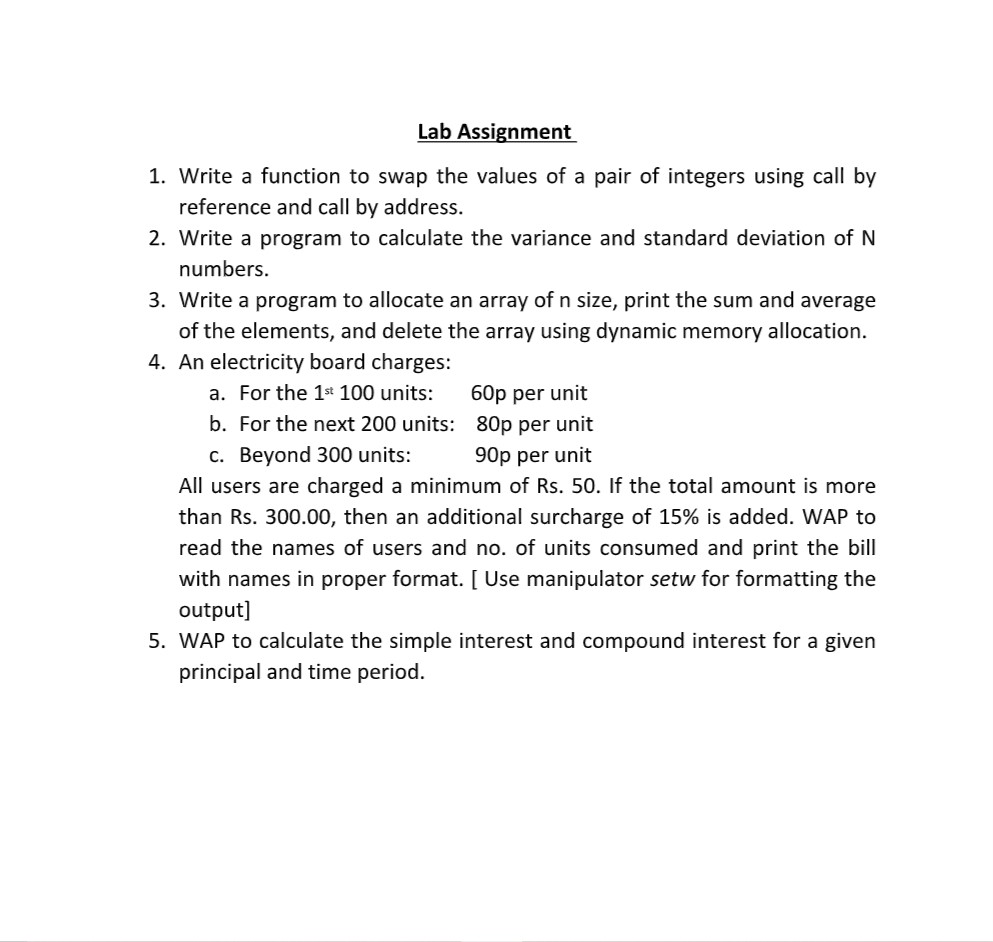 Lab Assignment
1. Write a function to swap the values of a pair of integers using call by
reference and call by address.
2. Write a program to calculate the variance and standard deviation of N
numbers.
3. Write a program to allocate an array of n size, print the sum and average
of the elements, and delete the array using dynamic memory allocation.
4. An electricity board charges:
a. For the 1st 100 units: 60p per unit
b. For the next 200 units: 80p per unit
c. Beyond 300 units: 90p per unit
All users are charged a minimum of Rs. 50. If the total amount is more
than Rs. 300.00, then an additional surcharge of 15% is added. WAP to
read the names of users and no. of units consumed and print the bill
with names in proper format. [ Use manipulator setw for formatting the
output]
5. WAP to calculate the simple interest and compound interest for a given
principal and time period.